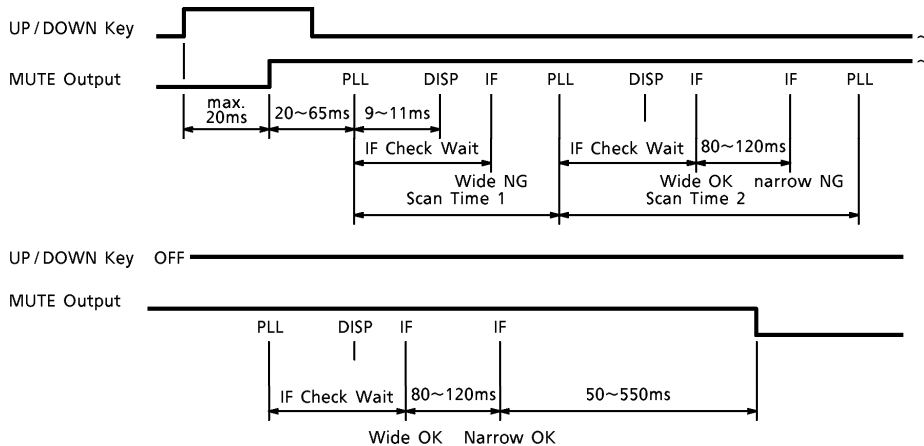 UP/DOWN Key
MUTE Output
PLL DISP IF PLL DISP IF IF PLL
max.
20ms
20~65ms 9~11ms
80~120ms
IF Check Wait IF Check Wait
Wide NG Wide OK narrow NG
Scan Time 1 Scan Time 2
UP/DOWN Key OFF
MUTE Output
PLL DISP IF IF
IF Check Wait 80~120ms 50~550ms
Wide OK Narrow OK